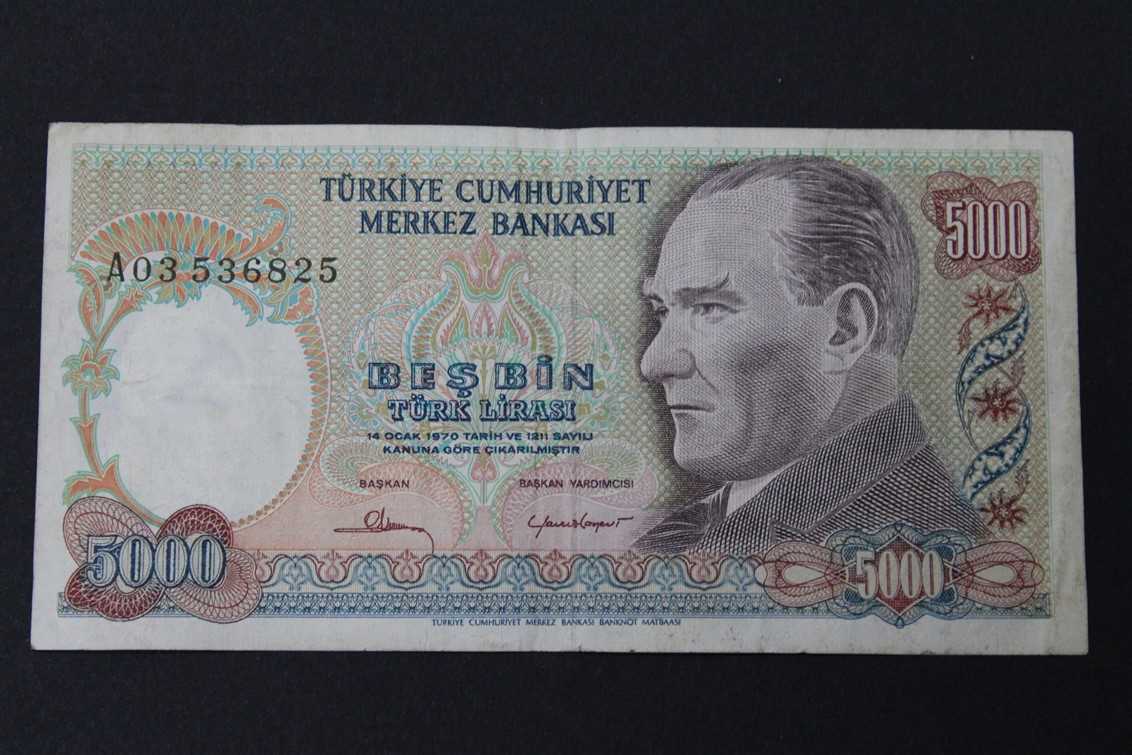 TÜRKİYE CUMHURİYET
MERKEZ BANKASI
5000
A03 536825
BEŞ BİN
TÜRK LİRASI
14 OCAK 1970 TARİH VE 1211 SAYILI
KANUNA GÖRE ÇIKARILMIŞTIR
BAŞKAN BAŞKAN YARDIMCISI
5000 5000
TÜRKİYE CUMHURİYET MERKEZ BANKASI BANKNOT MATBAASI